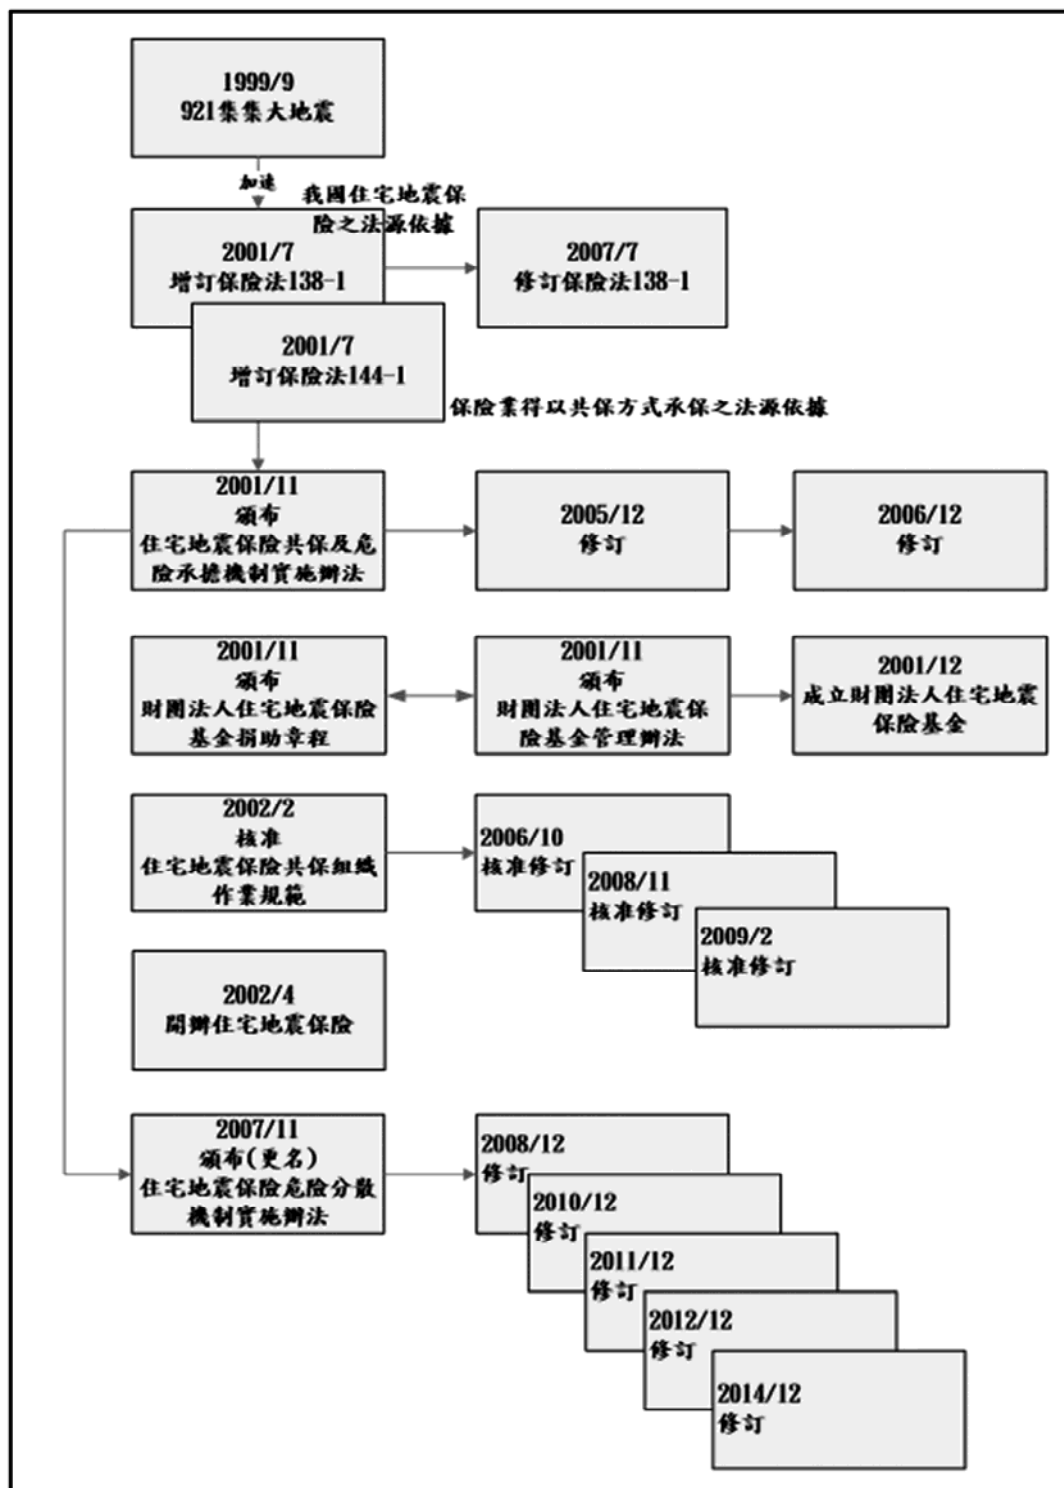 1999/9
921集集大地震
加速
我國住宅地震保
險之法源依據
2001/7
增訂保險法138-1
2007/7
修訂保險法138-1
2001/7
增訂保險法144-1
保險業得以共保方式承保之法源依據
2001/11
頒布
住宅地震保險共保及危
險承擔機制實施辦法
2005/12
修訂
2006/12
修訂
2001/11
頒布
財團法人住宅地震保險
基金捐助章程
2001/11
頒布
財團法人住宅地震保
險基金管理辦法
2001/12
成立財團法人住宅地震
保險基金
2002/2
核准
住宅地震保險共保組織
作業規範
2006/10
核准修訂
2008/11
核准修訂
2009/2
核准修訂
2002/4
開辦住宅地震保險
2007/11
頒布(更名)
住宅地震保險危險分散
機制實施辦法
2008/12
修訂
2010/12
修訂
2011/12
修訂
2012/12
修訂
2014/12
修訂